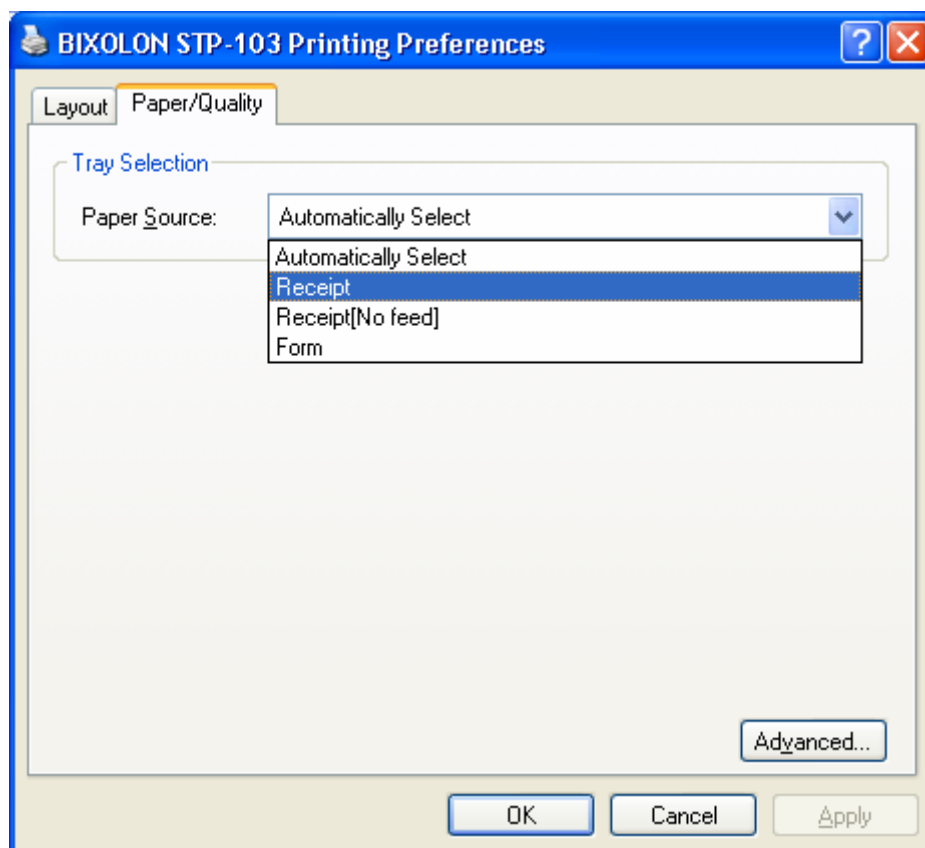 BIXOLON STP-103 Printing Preferences
Layout
Paper/Quality
Tray Selection
Paper Source:
Automatically Select
Automatically Select
Receipt
Receipt[No feed]
Form
Advanced...
OK
Cancel
Apply